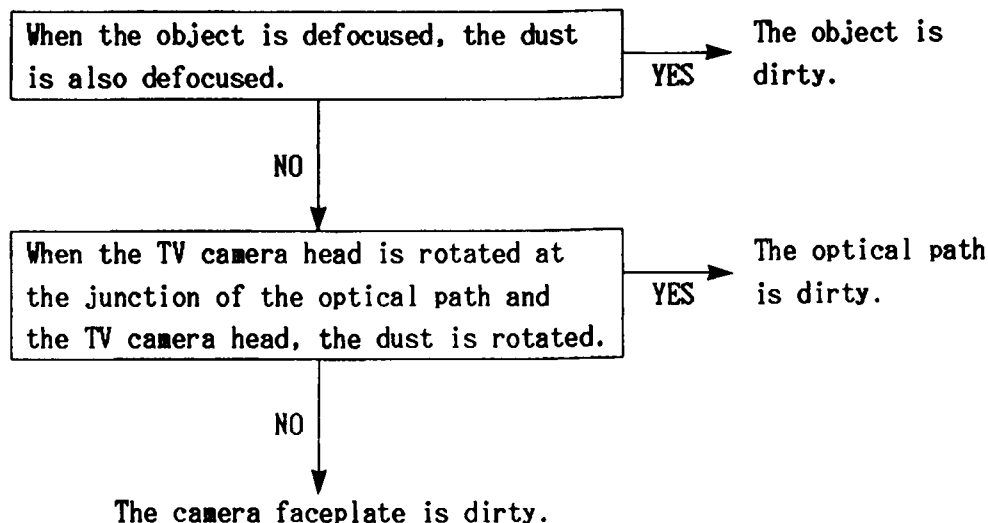 When the object is defocused, the dust
is also defocused.
YES
The object is
dirty.
NO
When the TV camera head is rotated at
the junction of the optical path and
the TV camera head, the dust is rotated.
YES
The optical path
is dirty.
NO
The camera faceplate is dirty.